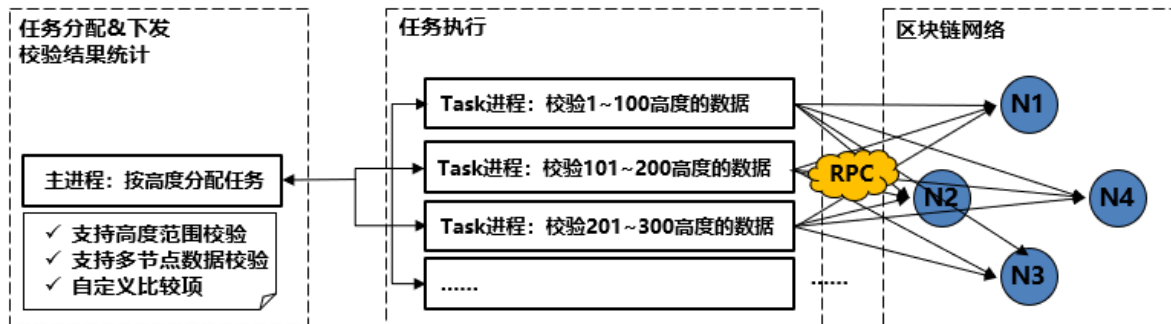 任务分配&下发
校验结果统计
主进程：按高度分配任务
✓ 支持高度范围校验
✓ 支持多节点数据校验
✓ 自定义比较项
任务执行
Task进程：校验1~100高度的数据
Task进程：校验101~200高度的数据
Task进程：校验201~300高度的数据
......
......
RPC
区块链网络
N1
N2
N4
N3